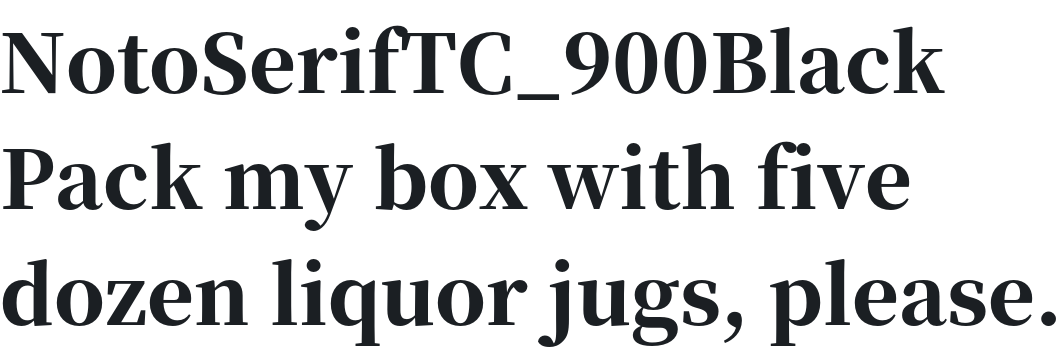 NotoSerifTC_900Black
Pack my box with five
dozen liquor jugs, please.